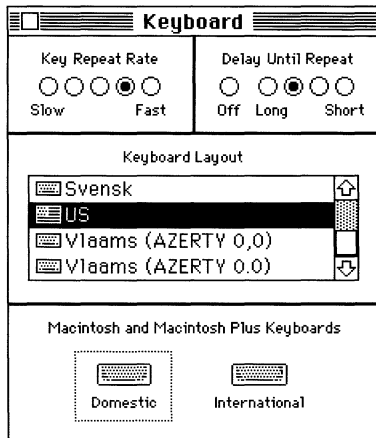 Keyboard
Key Repeat Rate
Slow Fast
Delay Until Repeat
Off Long Short
Keyboard Layout
Svensk
US
Vlaams (AZERTY 0,0)
Vlaams (AZERTY 0.0)
Macintosh and Macintosh Plus Keyboards
Domestic International